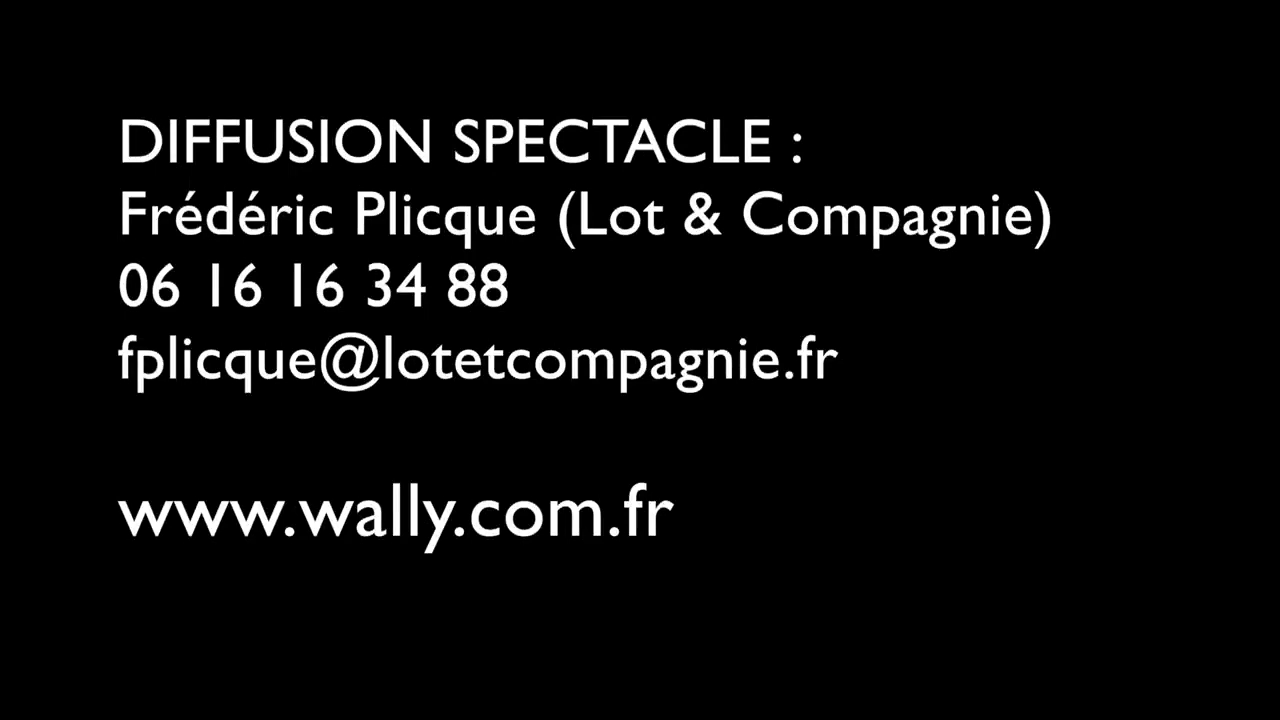 DIFFUSION SPECTACLE :
Frédéric Plicque (Lot & Compagnie)
06 16 16 34 88
fplicque@lotetcompagnie.fr
www.wally.com.fr